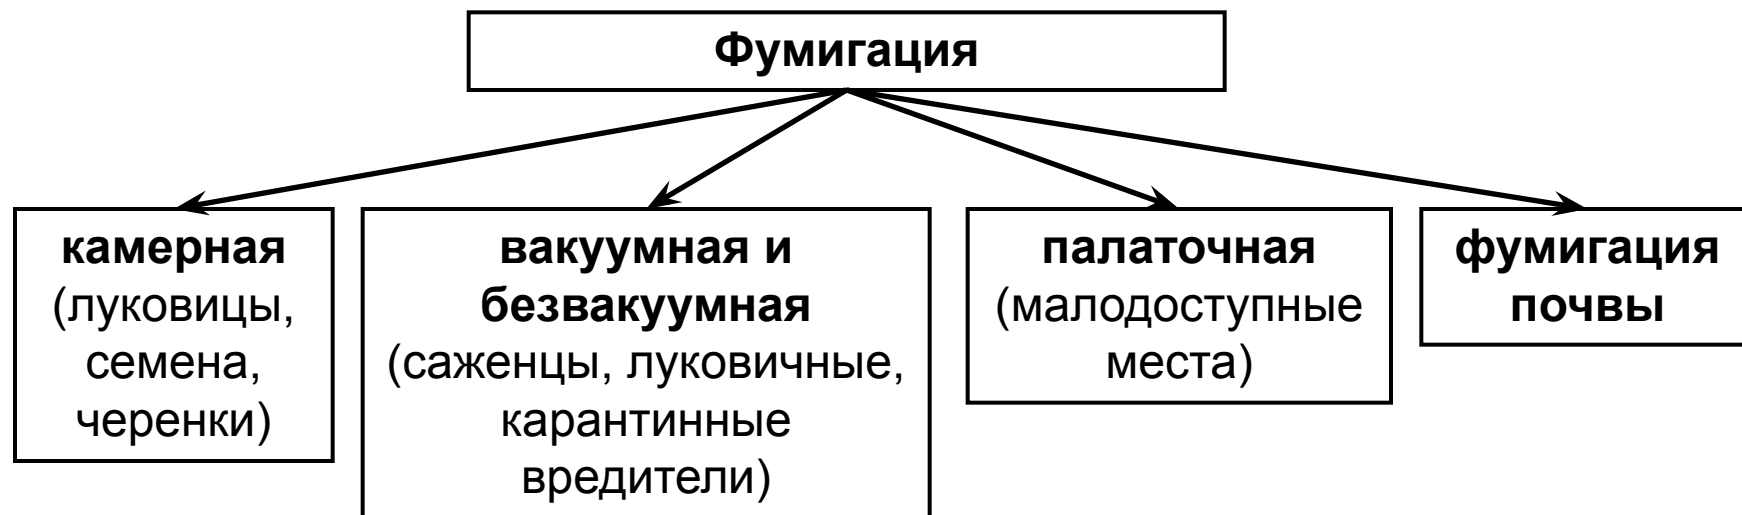 Фумигация
камерная
(луковицы,
семена,
черенки)
вакуумная и
безвакуумная
(саженцы, луковичные,
карантинные
вредители)
палаточная
(малодоступные
места)
фумигация
почвы